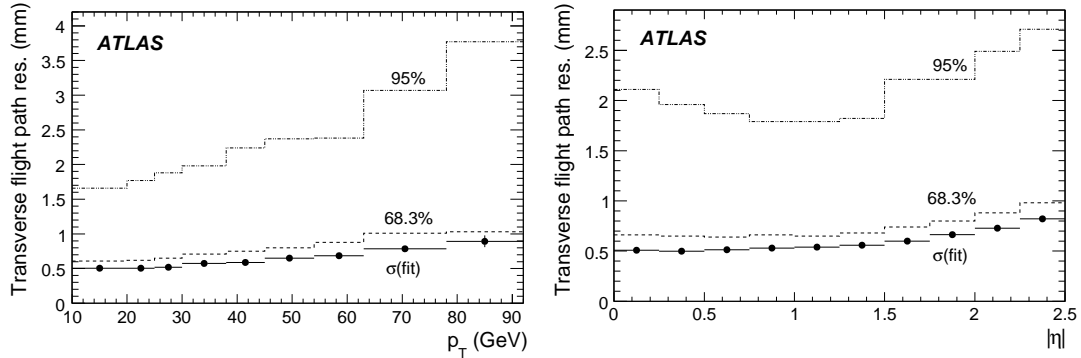 Transverse flight path res. (mm)
ATLAS
95%
68.3%
σ(fit)
4
3.5
3
2.5
2
1.5
1
0.5
0
10 20 30 40 50 60 70 80 90
p_T (GeV)
Transverse flight path res. (mm)
ATLAS
95%
68.3%
σ(fit)
2.5
2
1.5
1
0.5
0
0 0.5 1 1.5 2 2.5
|η|